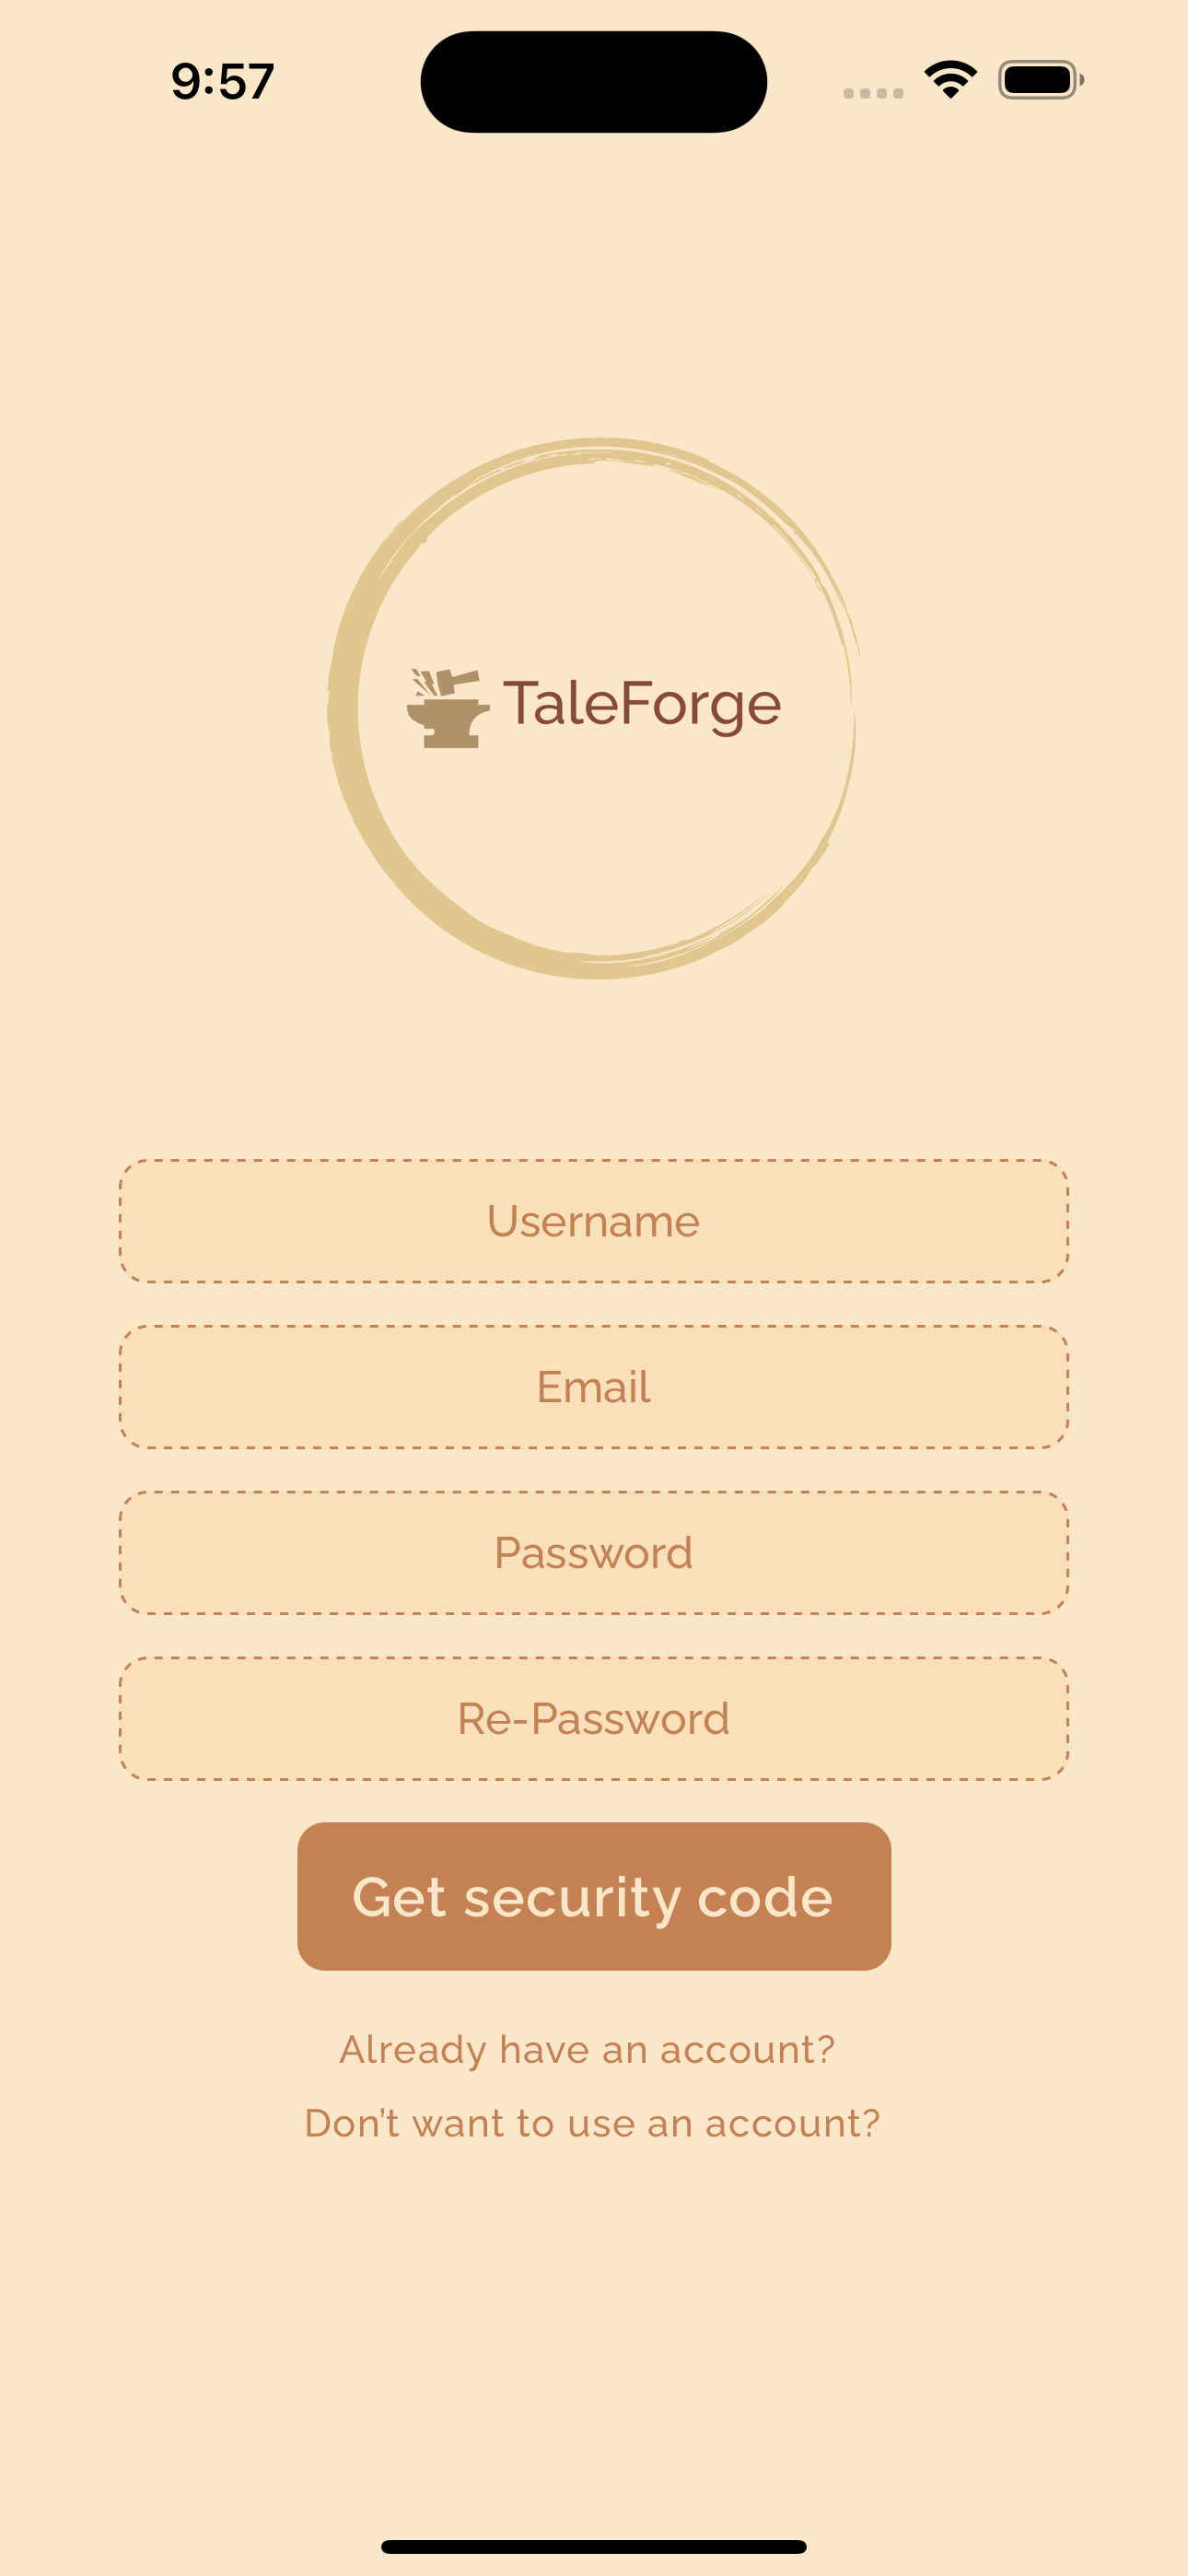 9:57
TaleForge
Username
Email
Password
Re-Password
Get security code
Already have an account?
Don’t want to use an account?